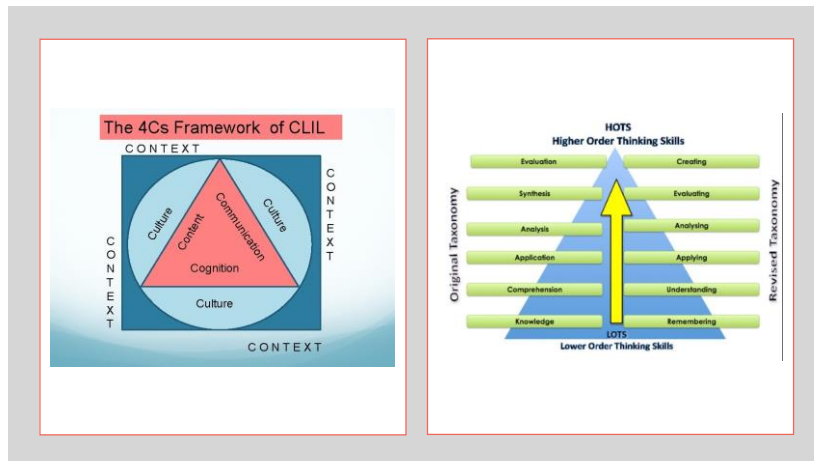 The 4Cs Framework of CLIL
CONTEXT
CONTEXT
CONTEXT
CONTEXT
Culture
Culture
Content
Communication
Cognition
Culture
HOTS
Higher Order Thinking Skills
Original Taxonomy
Revised Taxonomy
Evaluation Creating
Synthesis Evaluating
Analysis Analysing
Application Applying
Comprehension Understanding
Knowledge Remembering
LOTS
Lower Order Thinking Skills